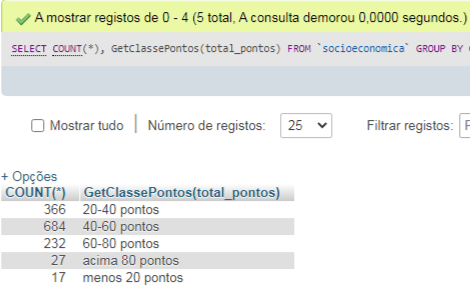 A mostrar registos de 0 - 4 (5 total, A consulta demorou 0,0000 segundos.)
SELECT COUNT(*), GetClassePontos(total_pontos) FROM `socioeconomica` GROUP BY
Mostrar tudo Número de registos: 25 Filtrar registos:
+ Opções
COUNT(*) GetClassePontos(total_pontos)
366 20-40 pontos
684 40-60 pontos
232 60-80 pontos
27 acima 80 pontos
17 menos 20 pontos